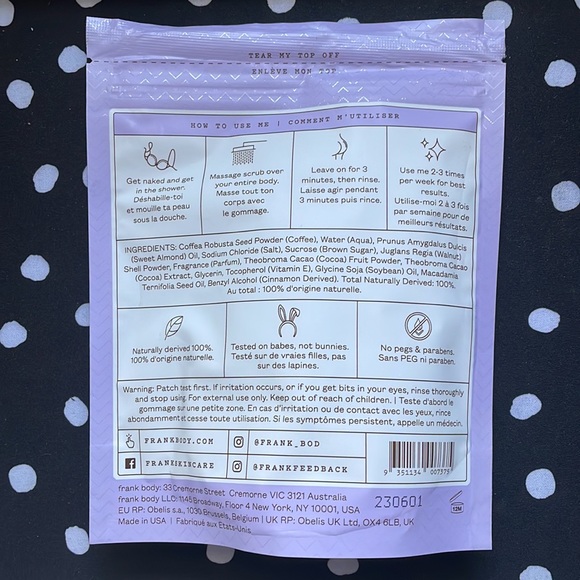 TEAR MY TOP OFF
ENLÈVE MON TOP
HOW TO USE ME | COMMENT M'UTILISER
Get naked and get
in the shower.
Déshabille-toi
et mouille ta peau
sous la douche.
Massage scrub over
your entire body.
Masse tout ton
corps avec
le gommage.
Leave on for 3
minutes, then rinse.
Laisse agir pendant
3 minutes puis rince.
Use me 2-3 times
per week for best
results.
Utilise-moi 2 à 3 fois
par semaine pour de
meilleurs résultats.
INGREDIENTS: Coffea Robusta Seed Powder (Coffee), Water (Aqua), Prunus Amygdalus Dulcis
(Sweet Almond) Oil, Sodium Chloride (Salt), Sucrose (Brown Sugar), Juglans Regia (Walnut)
Shell Powder, Fragrance (Parfum), Theobroma Cacao (Cocoa) Fruit Powder, Theobroma Cacao
(Cocoa) Extract, Glycerin, Tocopherol (Vitamin E), Glycine Soja (Soybean) Oil, Macadamia
Ternifolia Seed Oil, Benzyl Alcohol (Cinnamon Derived). Total Naturally Derived: 100%.
Au total : 100% d'origine naturelle.
Naturally derived 100%.
100% d'origine naturelle.
Tested on babes, not bunnies.
Testé sur de vraies filles, pas
sur des lapines.
No pegs & parabens.
Sans PEG ni paraben.
Warning: Patch test first. If irritation occurs, or if you get bits in your eyes, rinse thoroughly
and stop using. For external use only. Keep out of reach of children. | Teste d'abord le
gommage sur une petite zone. En cas d'irritation ou de contact avec les yeux, rince
abondamment et cesse toute utilisation. Si les symptômes persistent, appelle un médecin.
FRANKBODY.COM
@FRANK_BOD
FRANKSKINCARE
@FRANKFEEDBACK
9 351134 007375
frank body: 33 Cremorne Street. Cremorne VIC 3121 Australia
frank body LLC: 1145 Broadway, Floor 4 New York, NY 10001, USA
EU RP: Obelis s.a., 1030 Brussels, Belgium | UK RP: Obelis UK Ltd, OX4 6LB, UK
Made in USA | Fabriqué aux États-Unis
230601
12M